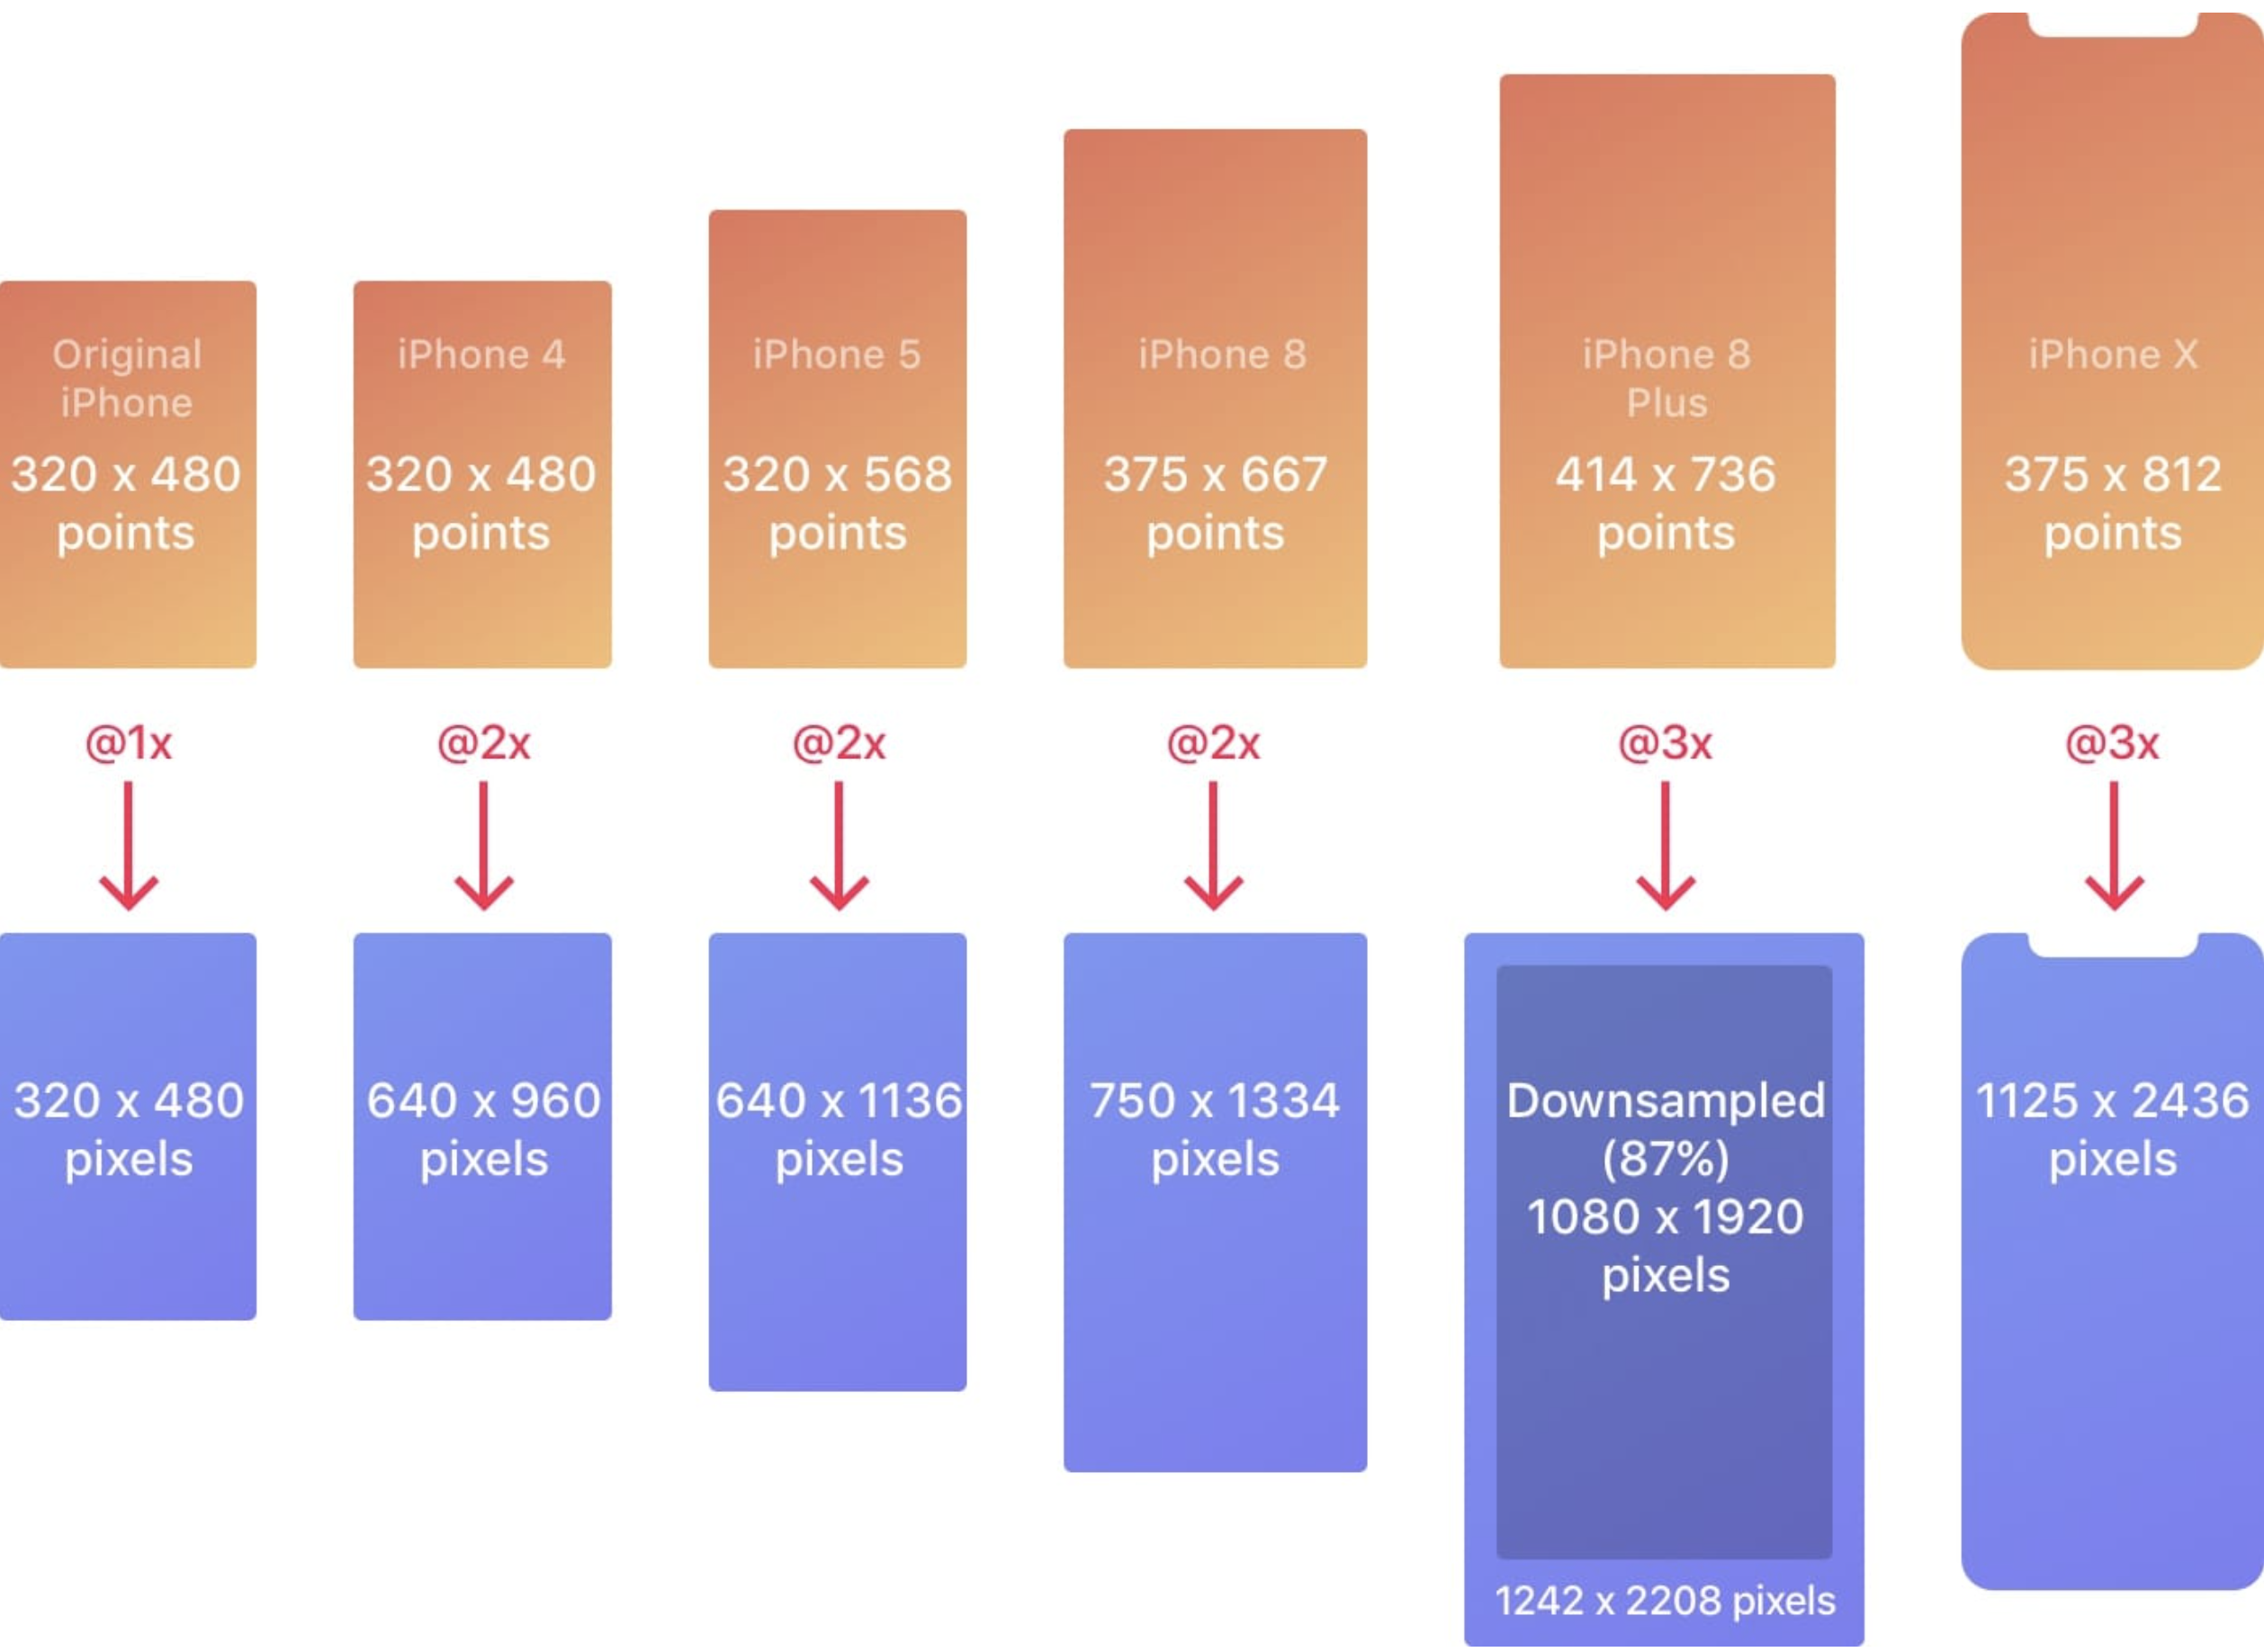 Original
iPhone
320 x 480
points
iPhone 4
320 x 480
points
iPhone 5
320 x 568
points
iPhone 8
375 x 667
points
iPhone 8
Plus
414 x 736
points
iPhone X
375 x 812
points
@1x
@2x
@2x
@2x
@3x
@3x
320 x 480
pixels
640 x 960
pixels
640 x 1136
pixels
750 x 1334
pixels
Downsampled
(87%)
1080 x 1920
pixels
1242 x 2208 pixels
1125 x 2436
pixels